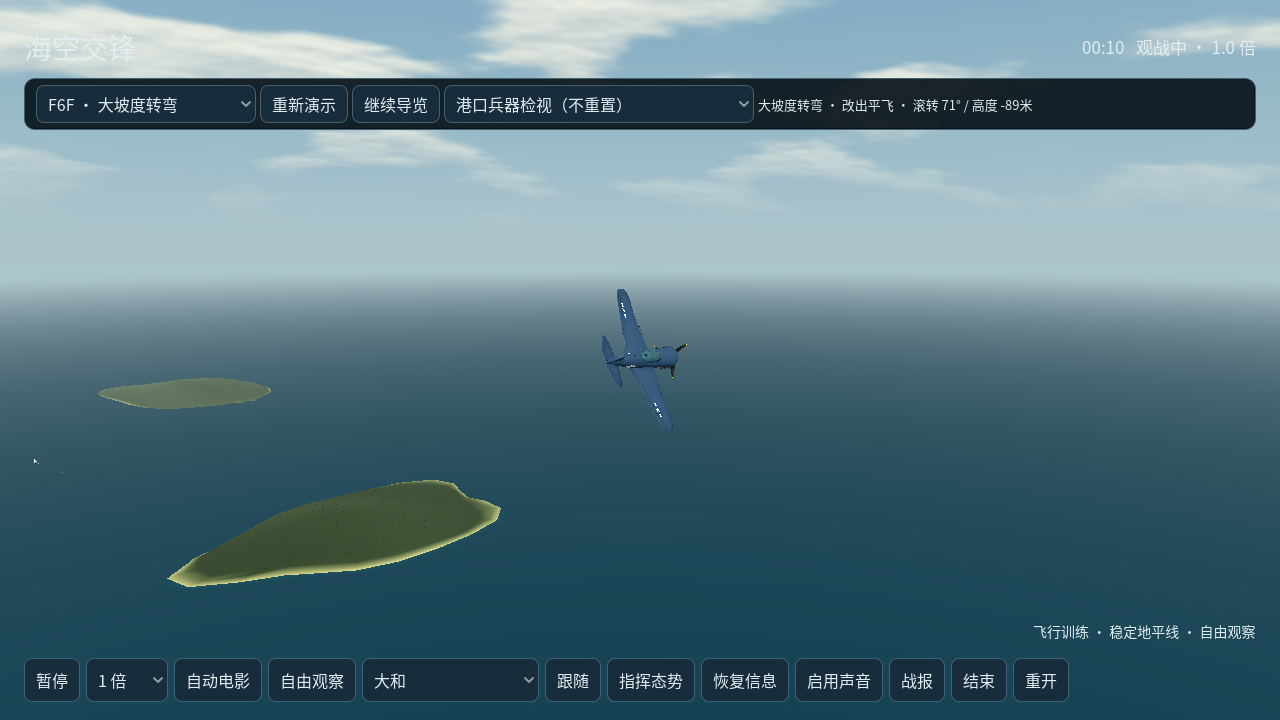 海空交锋
00:10 观战中 · 1.0 倍
F6F · 大坡度转弯 重新演示 继续导览 港口兵器检视（不重置） 大坡度转弯 · 改出平飞 · 滚转 71° / 高度 -89米
飞行训练 · 稳定地平线 · 自由观察
暂停 1 倍 自动电影 自由观察 大和 跟随 指挥态势 恢复信息 启用声音 战报 结束 重开